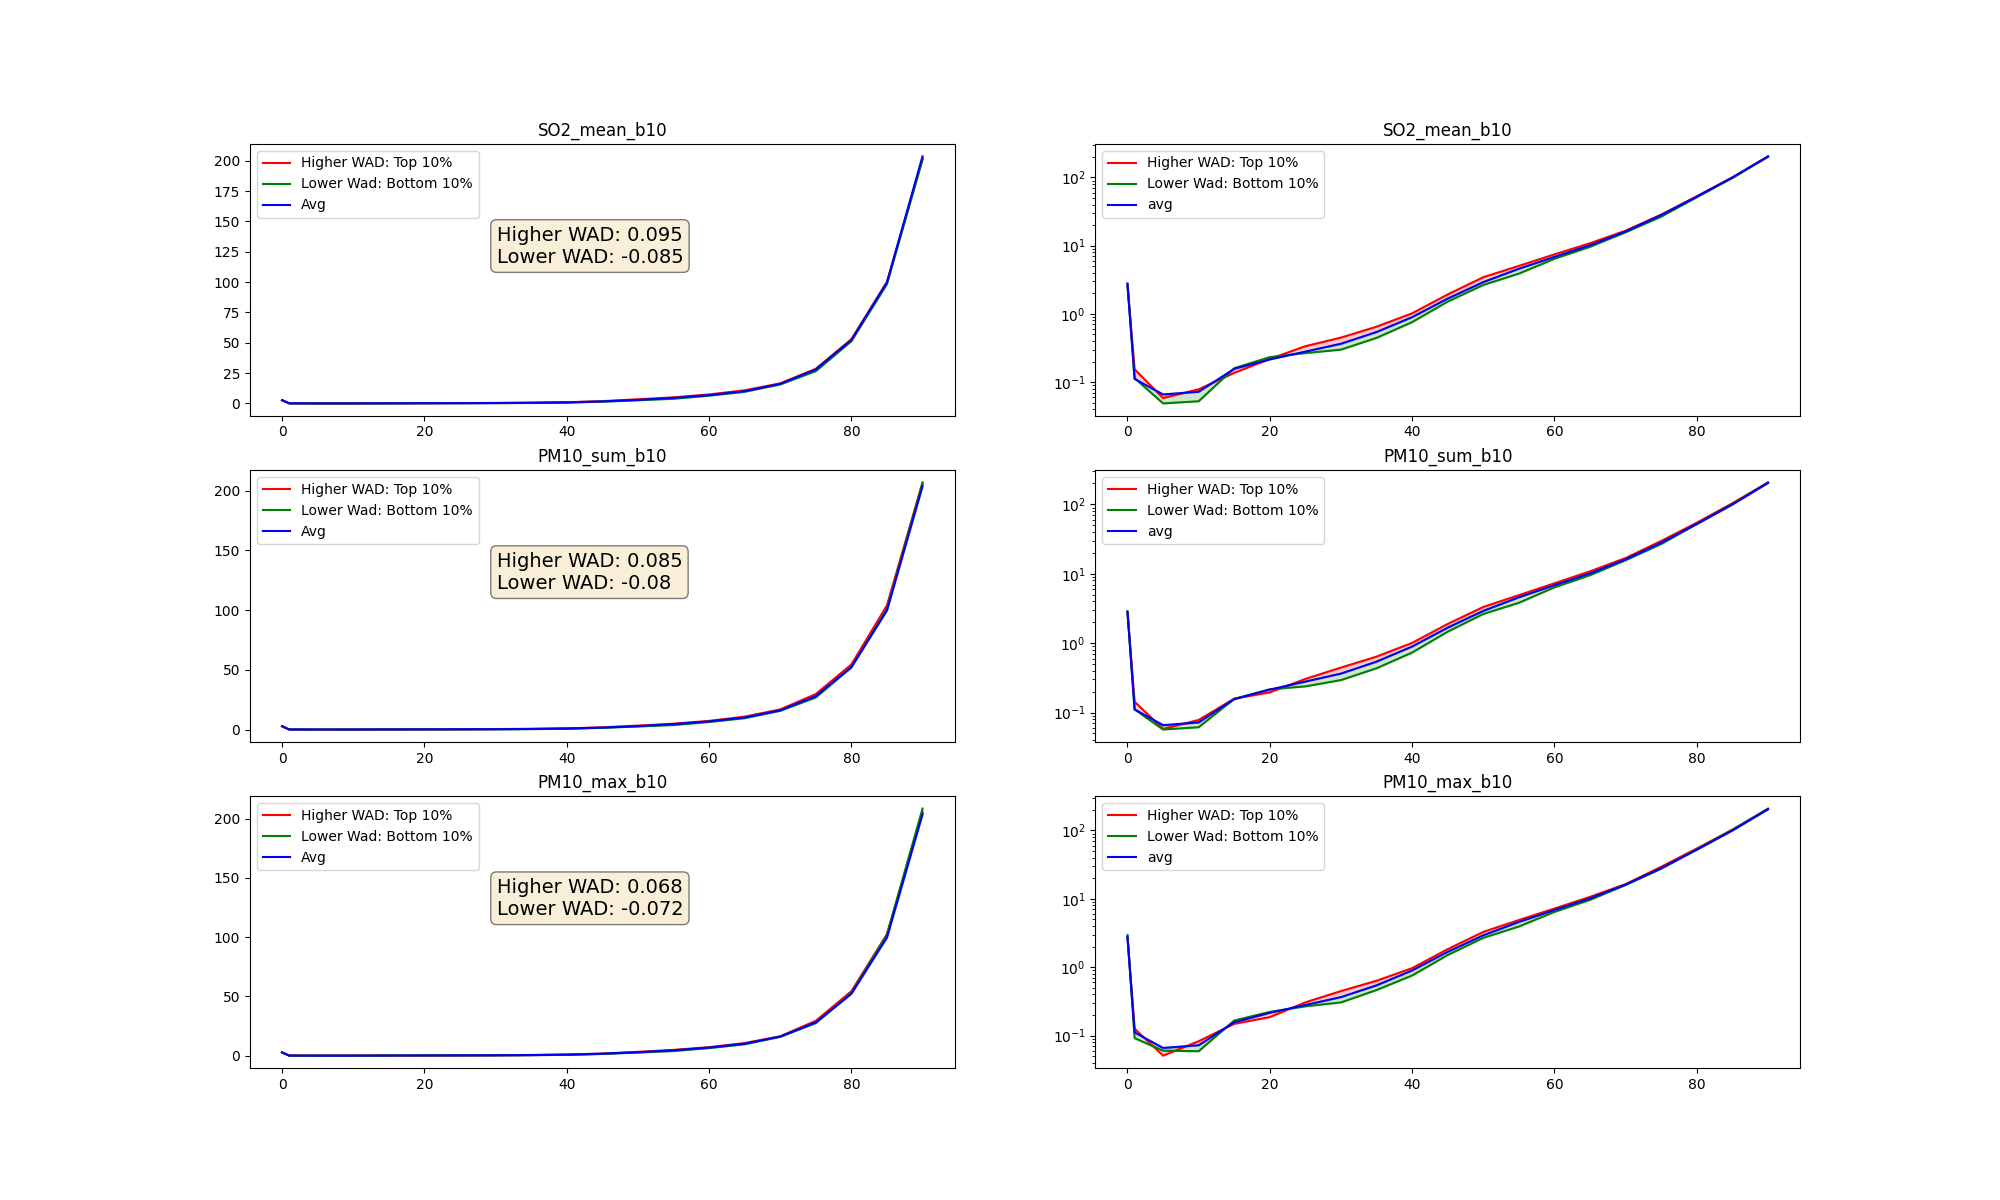 SO2_mean_b10
Higher WAD: Top 10%
Lower Wad: Bottom 10%
Avg
Higher WAD: 0.095
Lower WAD: -0.085
200
175
150
125
100
75
50
25
0
0 20 40 60 80
SO2_mean_b10
Higher WAD: Top 10%
Lower Wad: Bottom 10%
avg
10²
10¹
10⁰
10⁻¹
0 20 40 60 80
PM10_sum_b10
Higher WAD: Top 10%
Lower Wad: Bottom 10%
Avg
Higher WAD: 0.085
Lower WAD: -0.08
200
150
100
50
0
0 20 40 60 80
PM10_sum_b10
Higher WAD: Top 10%
Lower Wad: Bottom 10%
avg
10²
10¹
10⁰
10⁻¹
0 20 40 60 80
PM10_max_b10
Higher WAD: Top 10%
Lower Wad: Bottom 10%
Avg
Higher WAD: 0.068
Lower WAD: -0.072
200
150
100
50
0
0 20 40 60 80
PM10_max_b10
Higher WAD: Top 10%
Lower Wad: Bottom 10%
avg
10²
10¹
10⁰
10⁻¹
0 20 40 60 80